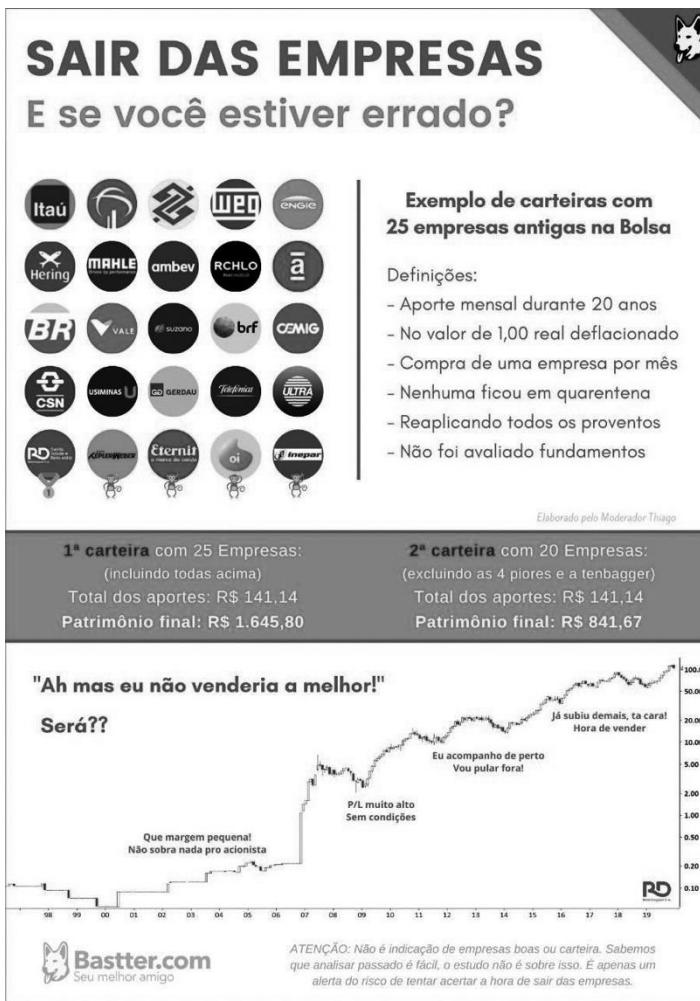 SAIR DAS EMPRESAS
E se você estiver errado?
Itaú
WEG
ENGIE
Hering
MAHLE
ambev
RCHLO
ā
BR
VALE
suzano
brf
CEMIG
CSN
USIMINAS
GERDAU
Telefónica
ULTRA
RD
KEPLER WEBER
Eternit
oi
inepar
1
Exemplo de carteiras com
25 empresas antigas na Bolsa
Definições:
- Aporte mensal durante 20 anos
- No valor de 1,00 real deflacionado
- Compra de uma empresa por mês
- Nenhuma ficou em quarentena
- Reaplicando todos os proventos
- Não foi avaliado fundamentos
Elaborado pelo Moderador Thiago
1ª carteira com 25 Empresas:
(incluindo todas acima)
Total dos aportes: R$ 141,14
Patrimônio final: R$ 1.645,80
2ª carteira com 20 Empresas:
(excluindo as 4 piores e a tenbagger)
Total dos aportes: R$ 141,14
Patrimônio final: R$ 841,67
"Ah mas eu não venderia a melhor!"
Será??
Que margem pequena!
Não sobra nada pro acionista
P/L muito alto
Sem condições
Eu acompanho de perto
Vou pular fora!
Já subiu demais, ta cara!
Hora de vender
100.0
50.00
20.00
10.00
5.00
2.00
1.00
0.50
0.20
0.10
RD
98 99 00 01 02 03 04 05 06 07 08 09 10 11 12 13 14 15 16 17 18 19
Bastter.com
Seu melhor amigo
ATENÇÃO: Não é indicação de empresas boas ou carteira. Sabemos
que analisar passado é fácil, o estudo não é sobre isso. É apenas um
alerta do risco de tentar acertar a hora de sair das empresas.